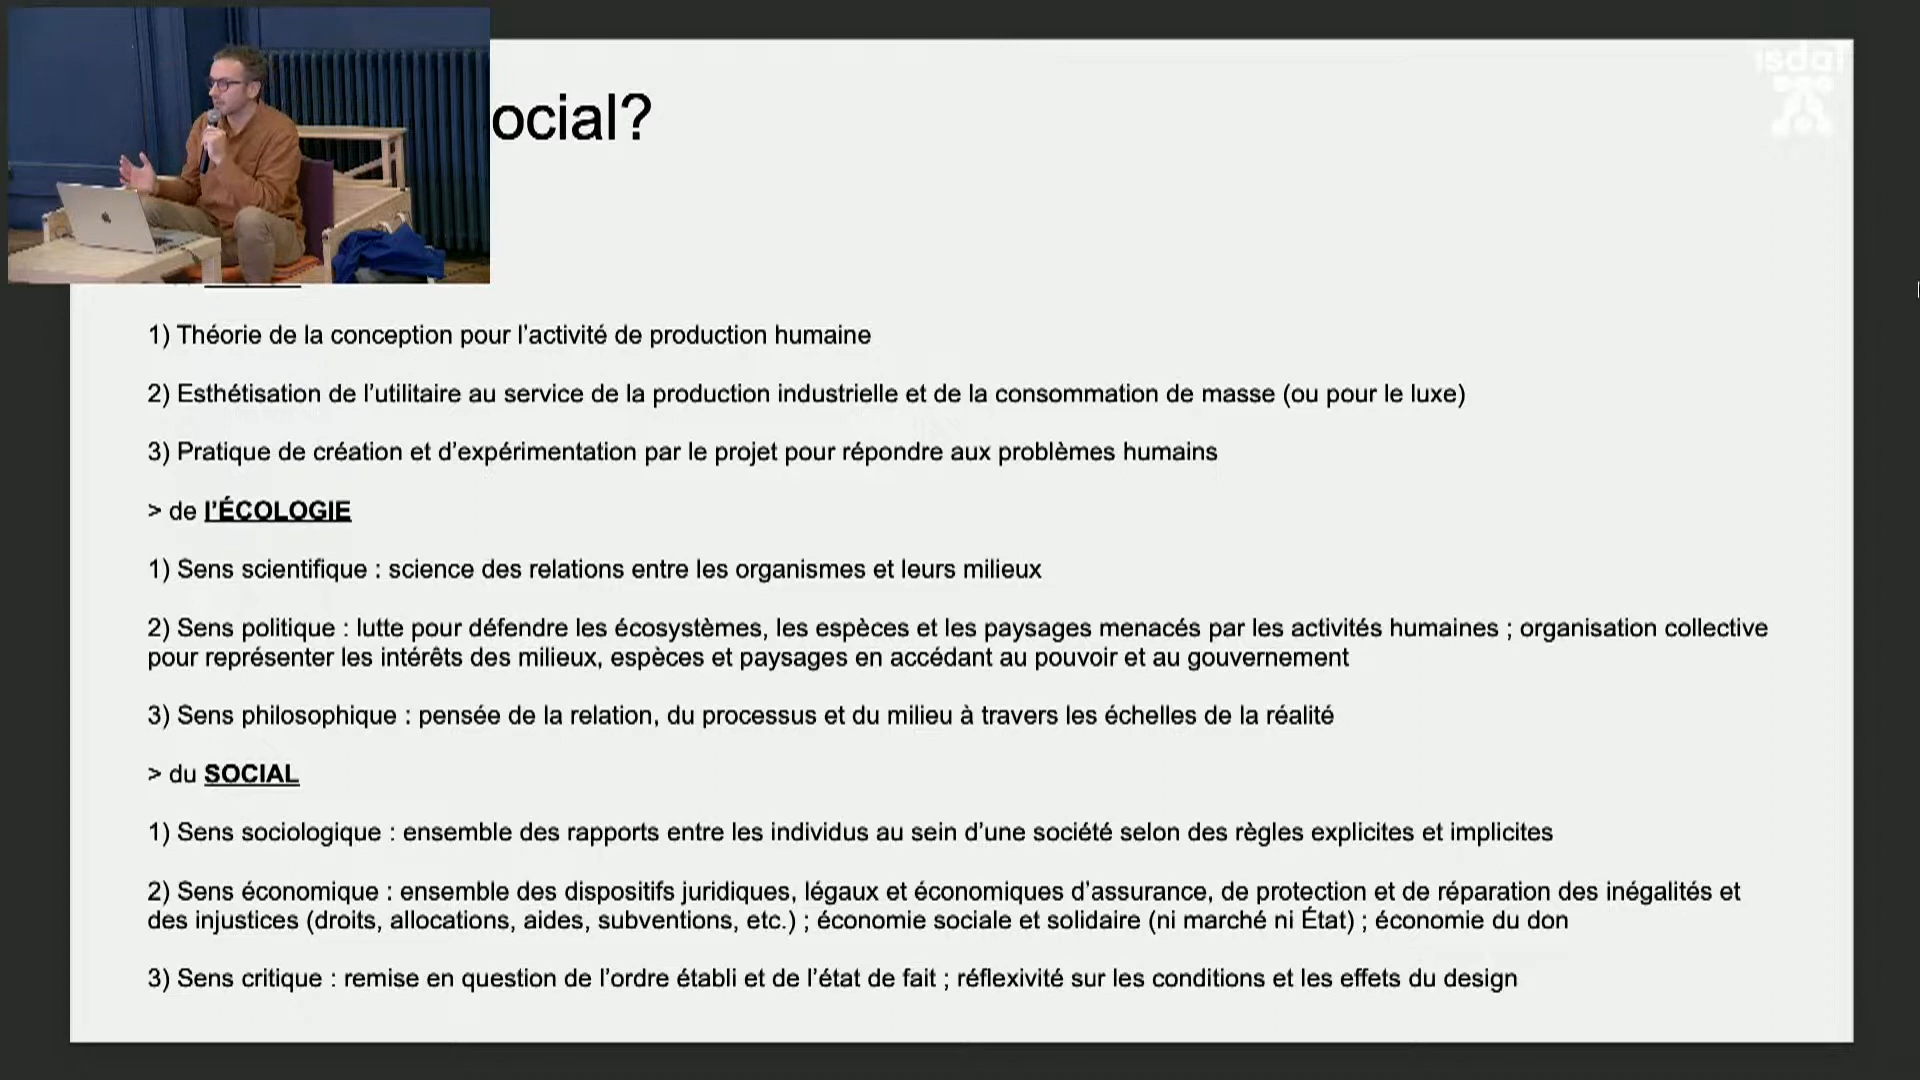 isdat
ocial?
1) Théorie de la conception pour l'activité de production humaine
2) Esthétisation de l'utilitaire au service de la production industrielle et de la consommation de masse (ou pour le luxe)
3) Pratique de création et d'expérimentation par le projet pour répondre aux problèmes humains
> de l'ÉCOLOGIE
1) Sens scientifique : science des relations entre les organismes et leurs milieux
2) Sens politique : lutte pour défendre les écosystèmes, les espèces et les paysages menacés par les activités humaines ; organisation collective
pour représenter les intérêts des milieux, espèces et paysages en accédant au pouvoir et au gouvernement
3) Sens philosophique : pensée de la relation, du processus et du milieu à travers les échelles de la réalité
> du SOCIAL
1) Sens sociologique : ensemble des rapports entre les individus au sein d'une société selon des règles explicites et implicites
2) Sens économique : ensemble des dispositifs juridiques, légaux et économiques d'assurance, de protection et de réparation des inégalités et
des injustices (droits, allocations, aides, subventions, etc.) ; économie sociale et solidaire (ni marché ni État) ; économie du don
3) Sens critique : remise en question de l'ordre établi et de l'état de fait ; réflexivité sur les conditions et les effets du design